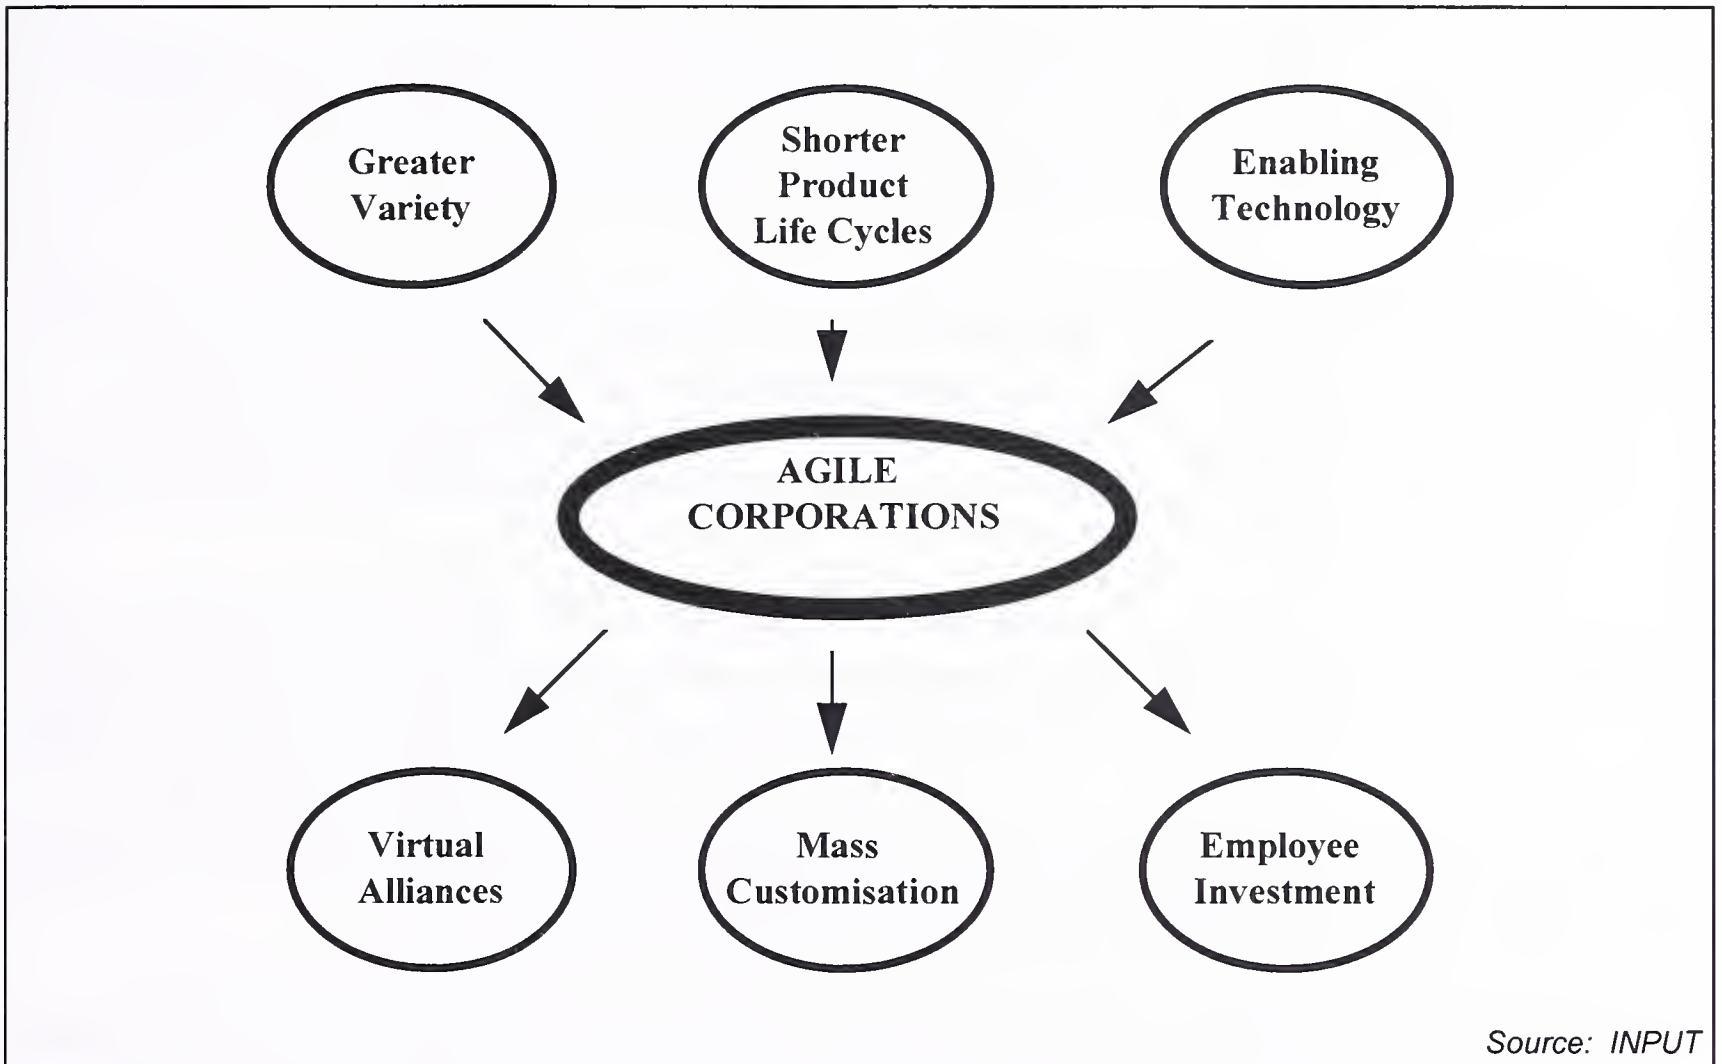 Greater
Variety
Shorter
Product
Life Cycles
Enabling
Technology
AGILE
CORPORATIONS
Virtual
Alliances
Mass
Customisation
Employee
Investment
Source: INPUT